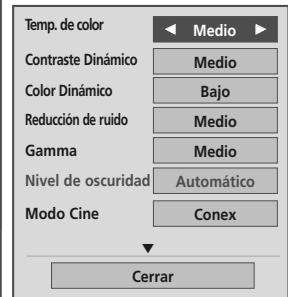 Temp. de color ◄ Medio ►
Contraste Dinámico Medio
Color Dinámico Bajo
Reducción de ruido Medio
Gamma Medio
Nivel de oscuridad Automático
Modo Cine Conex
▼
Cerrar